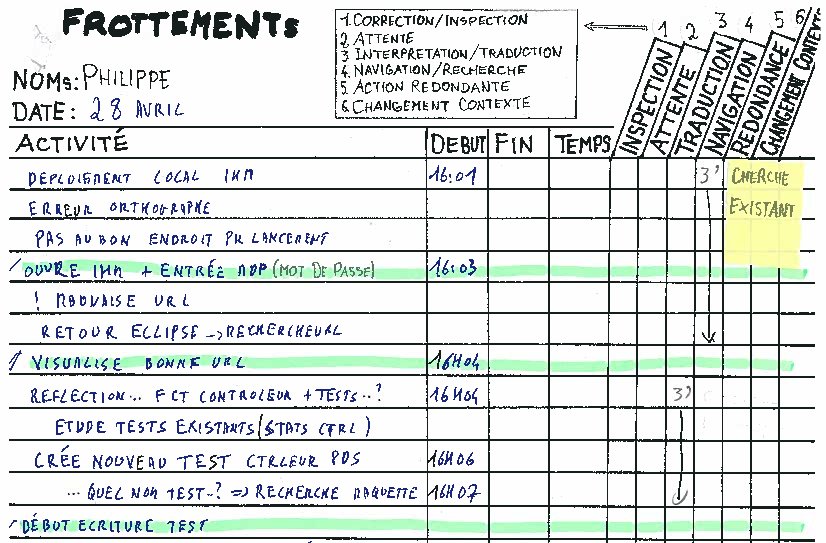 FROTTEMENTS
1 CORRECTION/INSPECTION
2 ATTENTE
3 INTERPRETATION/TRADUCTION
4 NAVIGATION/RECHERCHE
5 ACTION REDONDANTE
6 CHANGEMENT CONTEXTE
1 2 3 4 5 6
NOMS: PHILIPPE
DATE: 28 AVRIL
ACTIVITÉ DEBUT FIN TEMPS INSPECTION ATTENTE TRADUCTION NAVIGATION REDONDANCE CHANGEMENT CONTEXTE
DEPLOIEMENT LOCAL IHM 16:01 3' CHERCHE
ERREUR ORTHOGRAPHE EXISTANT
PAS AU BON ENDROIT PR LANCEMENT
OUVRE IHM + ENTRÉE MDP (MOT DE PASSE) 16:03
! MAUVAISE URL
RETOUR ELLIPSE -> RECHERCHE URL
VISUALISE BONNE URL 16H04
REFLECTION... FCT CONTROLEUR + TESTS..? 16H04 3'
ETUDE TESTS EXISTANTS (STATS CTRL)
CRÉE NOUVEAU TEST CTRLEUR PDS 16H06
... QUEL NOM TEST..? => RECHERCHE MAQUETTE 16H07
DÉBUT ECRITURE TEST